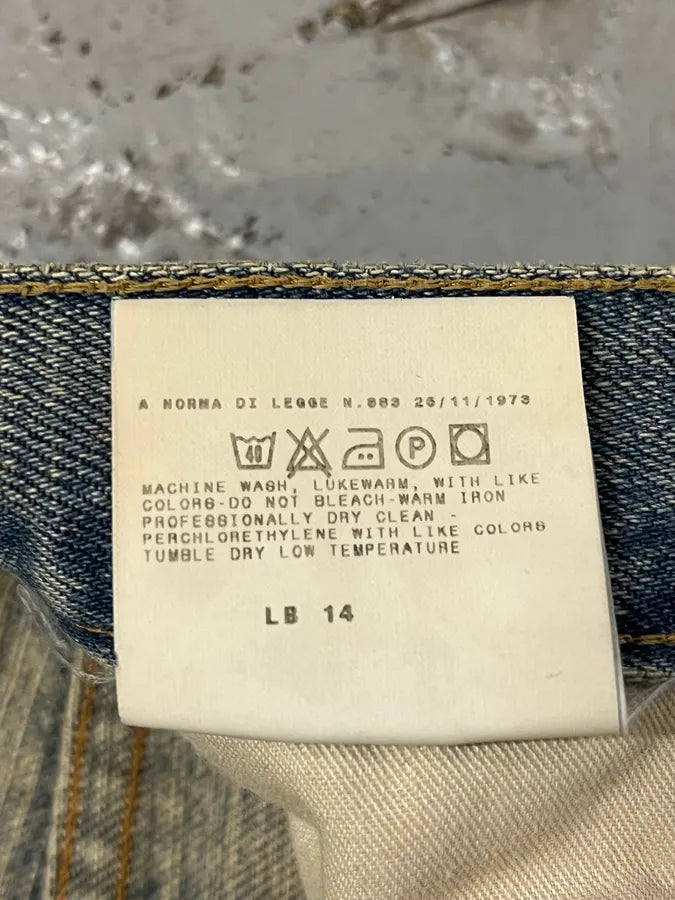 A NORMA DI LEGGE N.883 26/11/1973
40 P
MACHINE WASH, LUKEWARM, WITH LIKE
COLORS-DO NOT BLEACH-WARM IRON
PROFESSIONALLY DRY CLEAN -
PERCHLORETHYLENE WITH LIKE COLORS
TUMBLE DRY LOW TEMPERATURE
LB 14